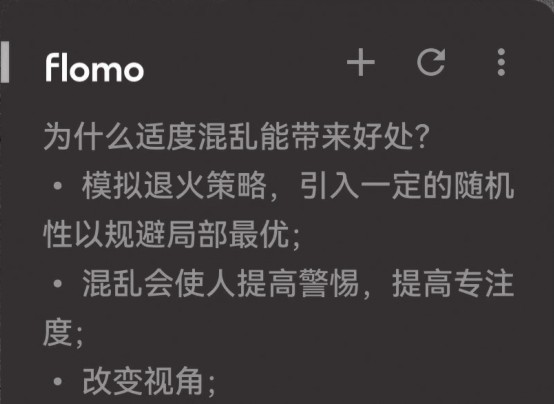 flomo
为什么适度混乱能带来好处？
• 模拟退火策略，引入一定的随机
性以规避局部最优；
• 混乱会使人提高警惕，提高专注
度；
• 改变视角；